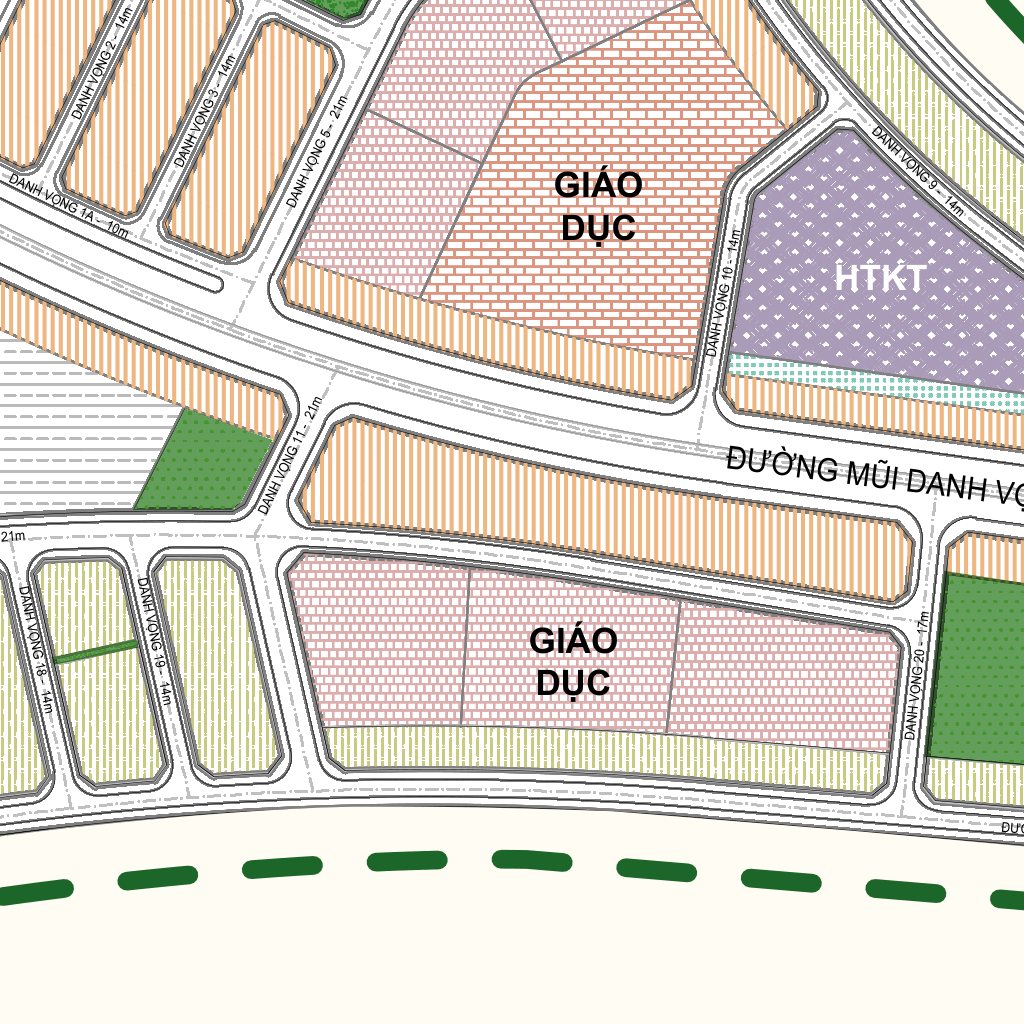 DANH VỌNG 2 - 14m
DANH VỌNG 3 - 14m
DANH VỌNG 5 - 21m
DANH VỌNG 1A - 10m
GIÁO
DỤC
DANH VỌNG 9 - 14m
HTKT
DANH VỌNG 10 - 14m
DANH VỌNG 11 - 21m
ĐƯỜNG MŨI DANH VỌ
21m
DANH VỌNG 18 - 14m
DANH VỌNG 19 - 14m
GIÁO
DỤC
DANH VỌNG 20 - 17m
ĐƯỜ